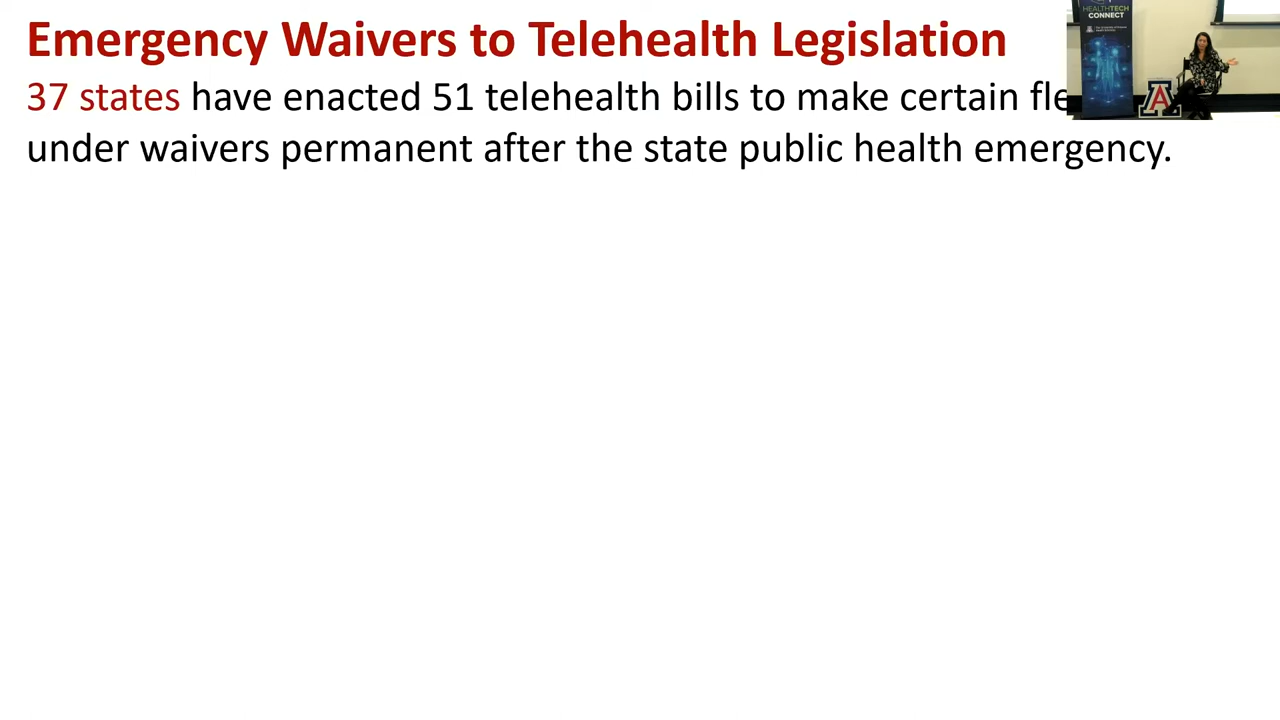 Emergency Waivers to Telehealth Legislation
37 states have enacted 51 telehealth bills to make certain
under waivers permanent after the state public health emergency.
HEALTHTECH
CONNECT
A